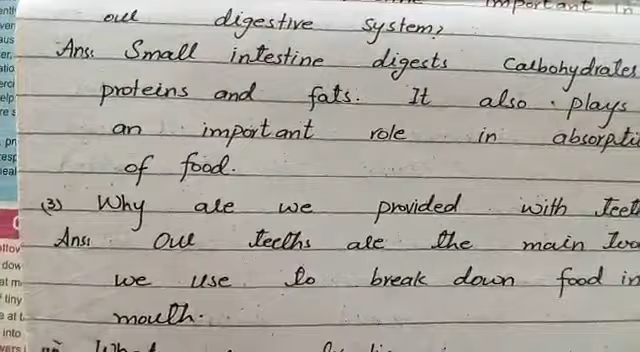 important in
our digestive system?
Ans: Small intestine digests Carbohydrates
proteins and fats. It also plays
an important role in absorpti
of food.
(3) Why are we provided with teet
Ans: Our teeths are the main too
we use to break down food in
mouth.